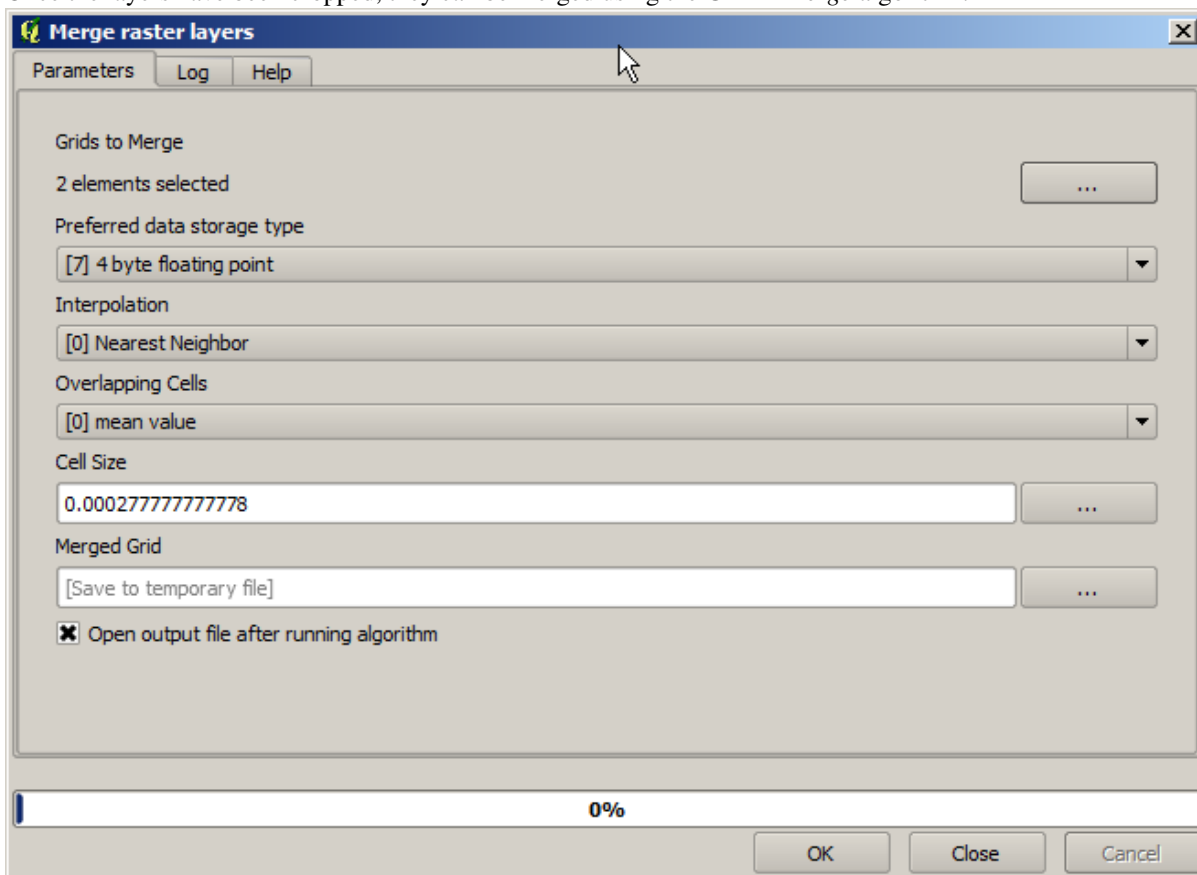 Merge raster layers
Parameters
Log
Help
Grids to Merge
2 elements selected
...
Preferred data storage type
[7] 4 byte floating point
Interpolation
[0] Nearest Neighbor
Overlapping Cells
[0] mean value
Cell Size
0.000277777777778
...
Merged Grid
[Save to temporary file]
...
Open output file after running algorithm
0%
OK
Close
Cancel